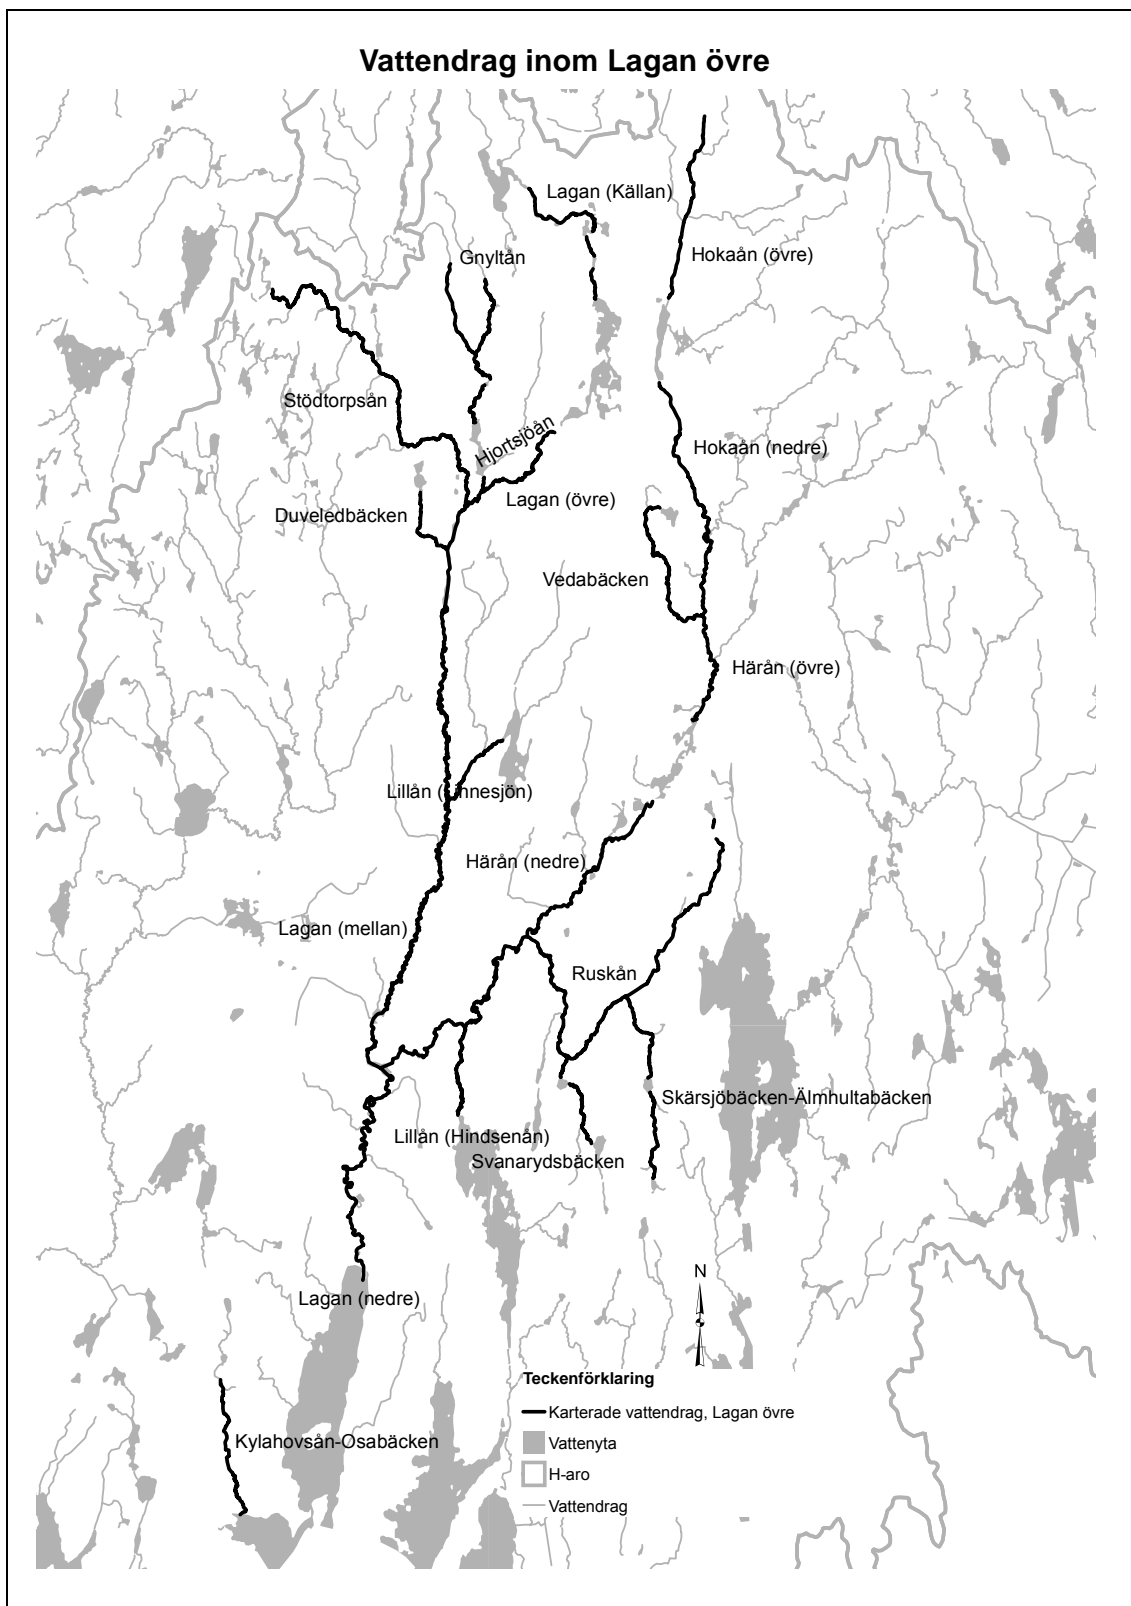 Vattendrag inom Lagan övre
Lagan (Källan)
Hokaån (övre)
Gnyltån
Stödtorpsån
Hjortsjöån
Hokaån (nedre)
Lagan (övre)
Duveledbäcken
Vedabäcken
Härån (övre)
Lillån (innesjön)
Härån (nedre)
Lagan (mellan)
Ruskån
Skärsjöbäcken-Älmhultabäcken
Lillån (Hindsenån)
Svanarydsbäcken
N
Lagan (nedre)
Teckenförklaring
Karterade vattendrag, Lagan övre
Kylahovsån-Osabäcken
Vattenyta
H-aro
Vattendrag